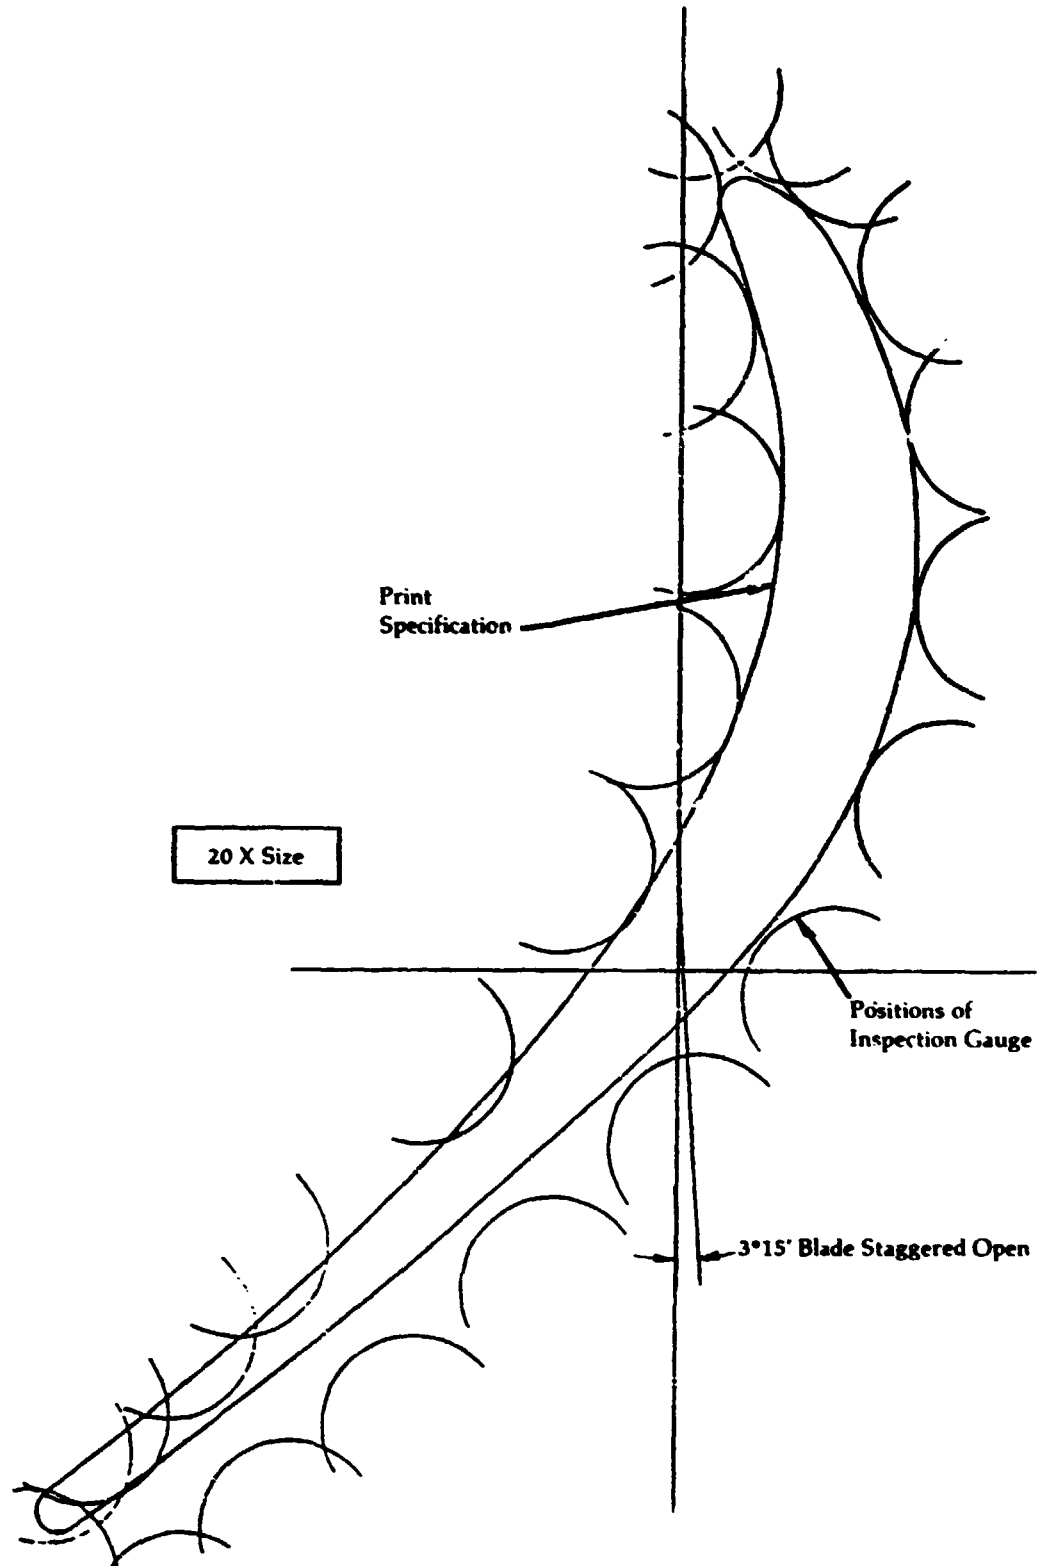 Print
Specification
20 X Size
Positions of
Inspection Gauge
3°15' Blade Staggered Open